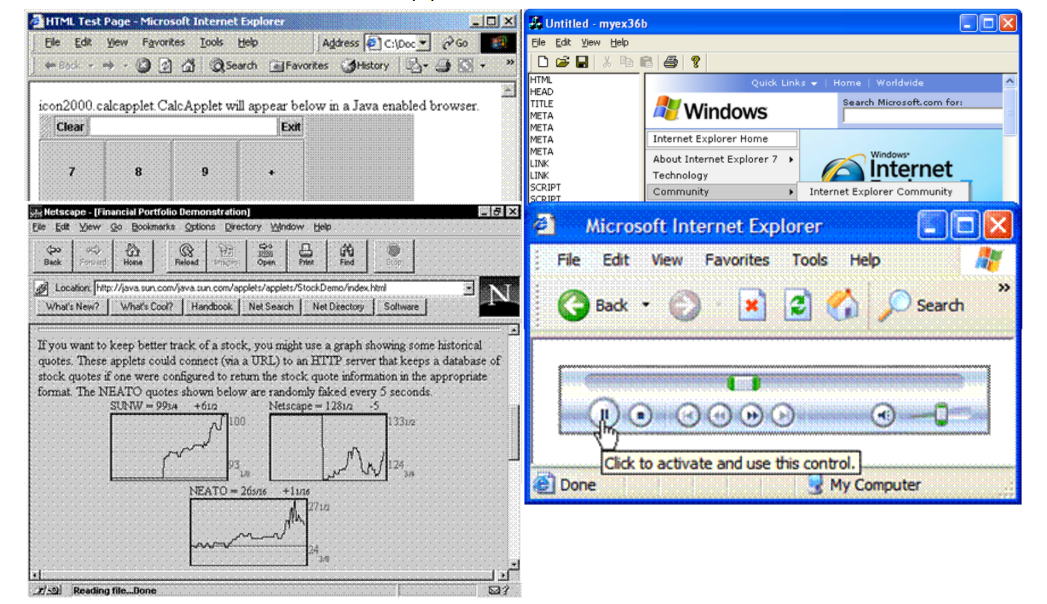 HTML Test Page - Microsoft Internet Explorer
File Edit View Favorites Tools Help Address C:\Doc Go
Back Search Favorites History »
icon2000.calcapplet.CalcApplet will appear below in a Java enabled browser.
Clear Exit
7 8 9 +
Untitled - myex36b
File Edit View Help
HTML
HEAD
TITLE
META
META
META
META
LINK
LINK
SCRIPT
SCRIPT
Quick Links Home | Worldwide
Windows
Search Microsoft.com for:
Internet Explorer Home
About Internet Explorer 7
Technology
Community
Windows
Internet
Internet Explorer Community
Netscape - [Financial Portfolio Demonstration]
File Edit View Go Bookmarks Options Directory Window Help
Back Forward Home Reload Images Open Print Find Stop
Location: http://java.sun.com/java.sun.com/applets/applets/StockDemo/index.html
N
What's New? What's Cool? Handbook Net Search Net Directory Software
If you want to keep better track of a stock, you might use a graph showing some historical
quotes. These applets could connect (via a URL) to an HTTP server that keeps a database of
stock quotes if one were configured to return the stock quote information in the appropriate
format. The NEATO quotes shown below are randomly faked every 5 seconds.
SUNW = 99 1/4 +6 1/2 Netscape = 128 1/2 -5
100 133 1/2
93 1/8 124 3/8
NEATO = 26 5/16 +1 1/16
27 1/2
24 3/8
Reading file...Done
Microsoft Internet Explorer
File Edit View Favorites Tools Help
Back Search »
Click to activate and use this control.
Done My Computer